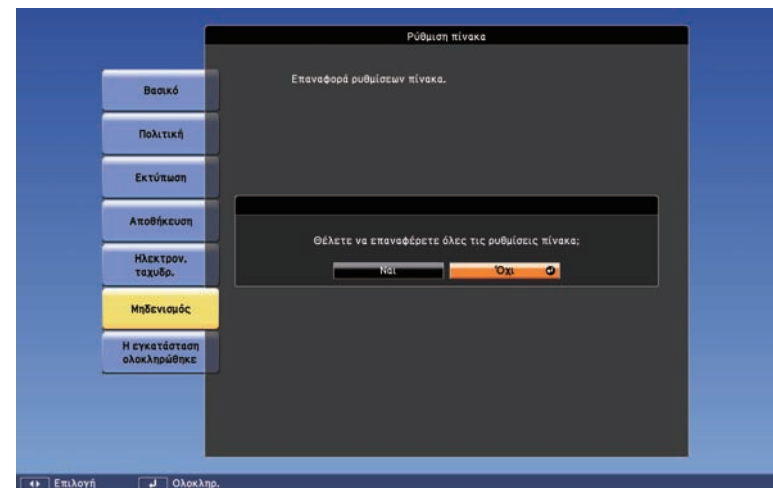 Ρύθμιση πίνακα
Επαναφορά ρυθμίσεων πίνακα.
Βασικό
Πολιτική
Εκτύπωση
Αποθήκευση
Ηλεκτρον.
ταχυδρ.
Μηδενισμός
Η εγκατάσταση
ολοκληρώθηκε
Θέλετε να επαναφέρετε όλες τις ρυθμίσεις πίνακα;
Ναι Όχι
Επιλογή Ολοκληρ.